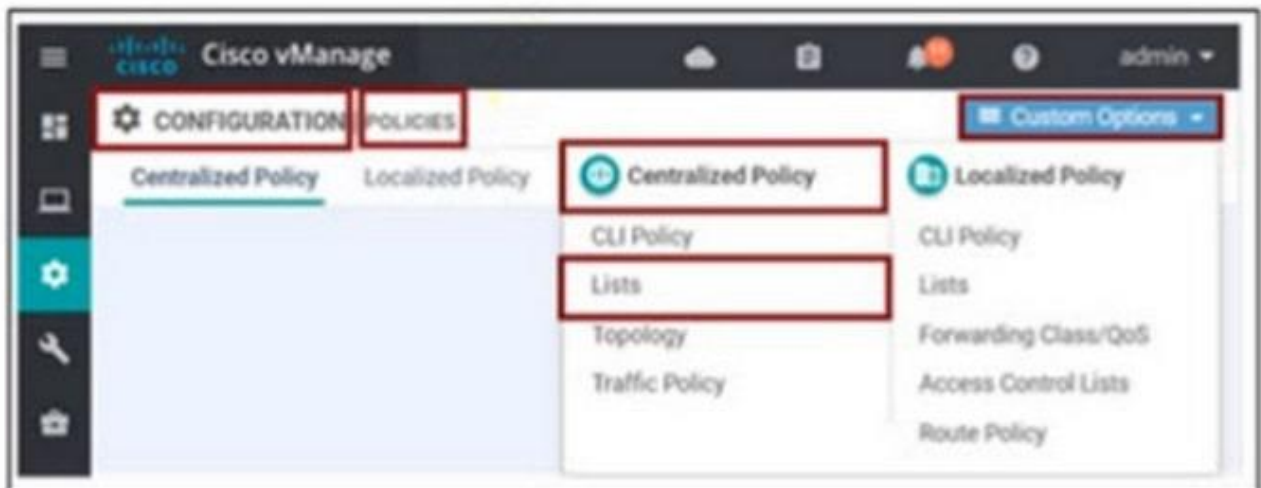 CISCO Cisco vManage admin
CONFIGURATION POLICIES Custom Options
Centralized Policy Localized Policy
Centralized Policy
CLI Policy
Lists
Topology
Traffic Policy
Localized Policy
CLI Policy
Lists
Forwarding Class/QoS
Access Control Lists
Route Policy